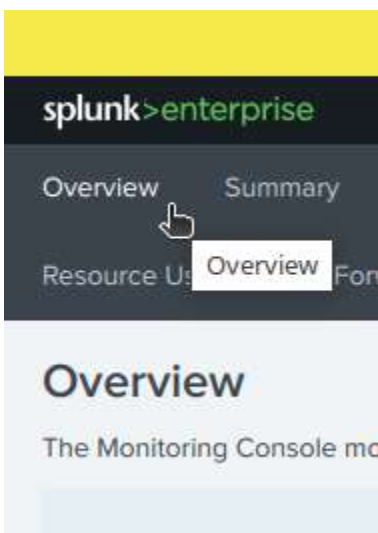 splunk>enterprise
Overview Summary
Resource Us Overview For
Overview
The Monitoring Console mo